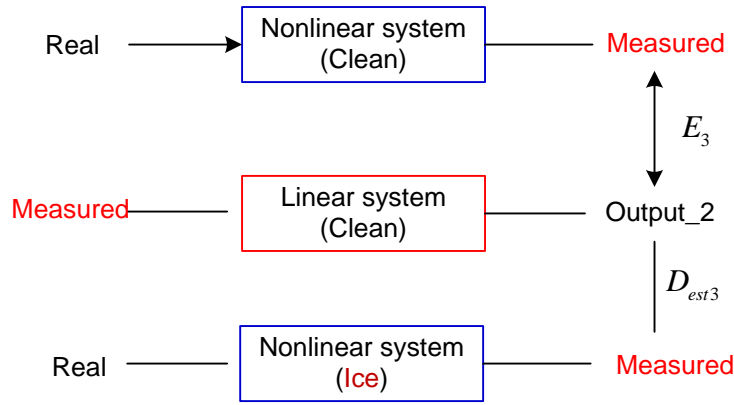 Real
Nonlinear system
(Clean)
Measured
E3
Measured
Linear system
(Clean)
Output_2
Dest3
Real
Nonlinear system
(Ice)
Measured